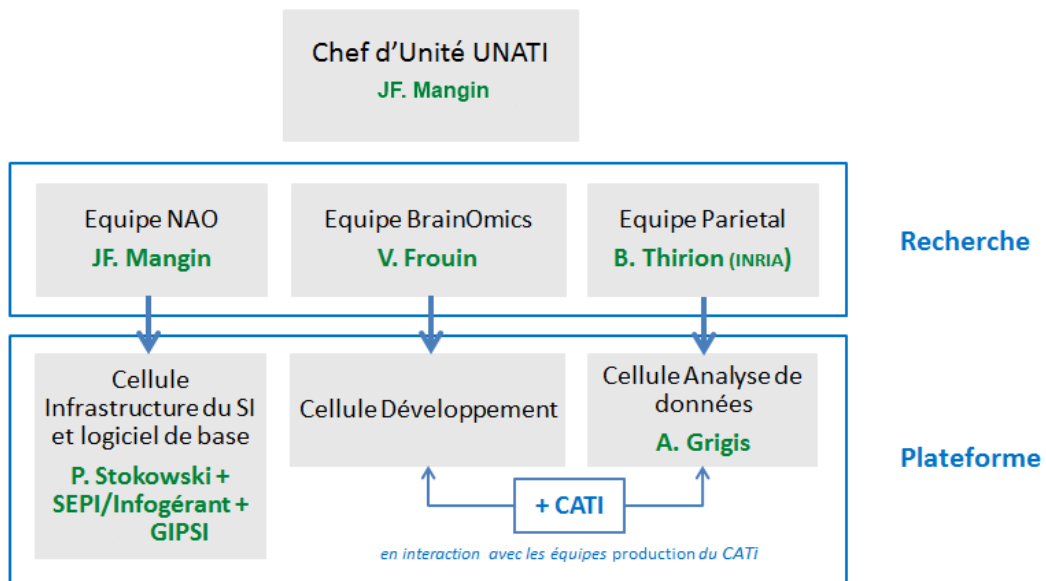 Chef d'Unité UNATI
JF. Mangin
Equipe NAO
JF. Mangin
Equipe BrainOmics
V. Frouin
Equipe Parietal
B. Thirion (INRIA)
Recherche
Cellule
Infrastructure du SI
et logiciel de base
P. Stokowski +
SEPI/Infogérant +
GIPSI
Cellule Développement
Cellule Analyse de
données
A. Grigis
Plateforme
+ CATI
en interaction avec les équipes production du CATi